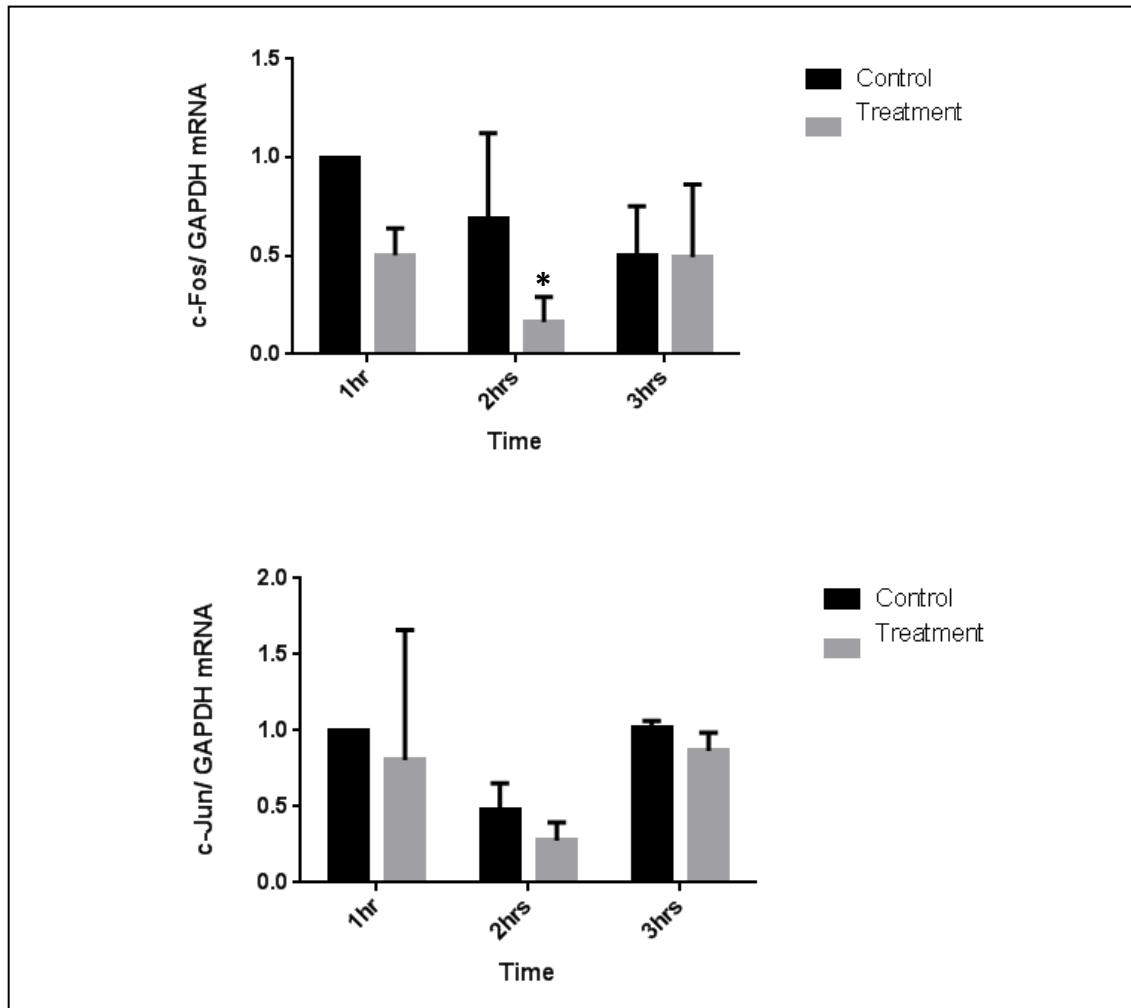 c-Fos/ GAPDH mRNA
1.5
1.0
0.5
0.0
*
1hr
2hrs
3hrs
Time
Control
Treatment
c-Jun/ GAPDH mRNA
2.0
1.5
1.0
0.5
0.0
1hr
2hrs
3hrs
Time
Control
Treatment